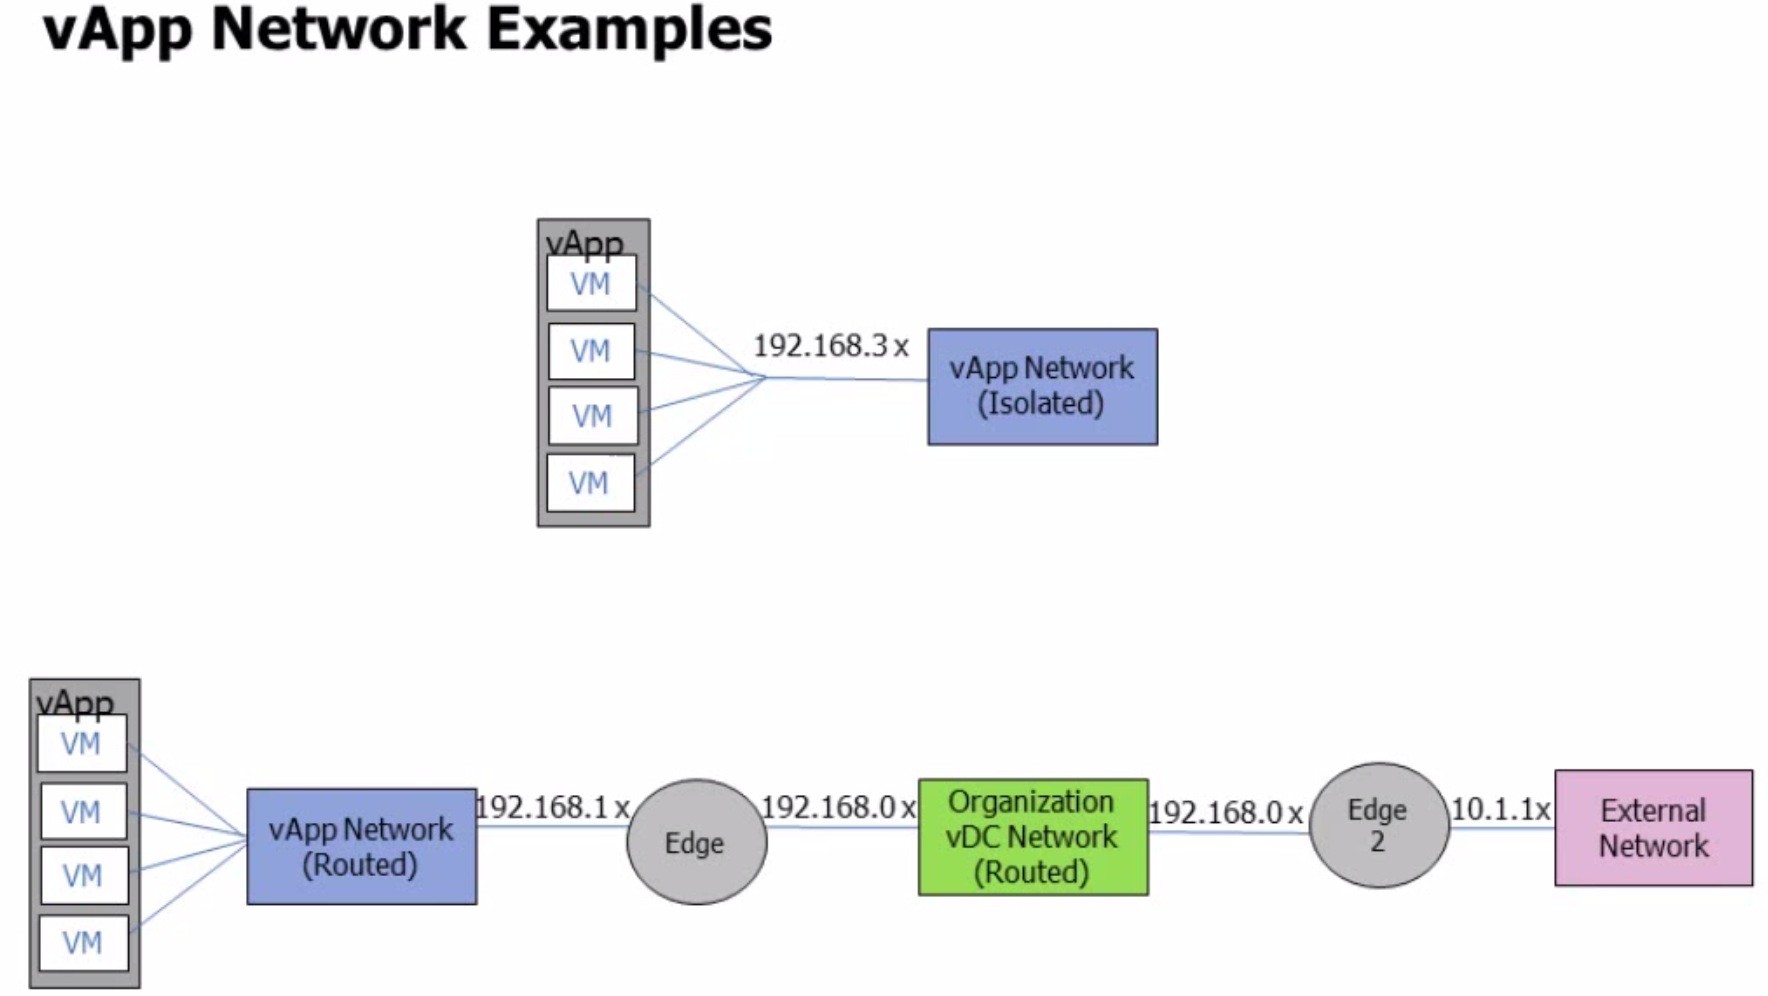 vApp Network Examples
vApp
VM
VM
VM
VM
192.168.3 x
vApp Network
(Isolated)
vApp
VM
VM
VM
VM
vApp Network
(Routed)
192.168.1 x
Edge
192.168.0 x
Organization
vDC Network
(Routed)
192.168.0 x
Edge
2
10.1.1x
External
Network